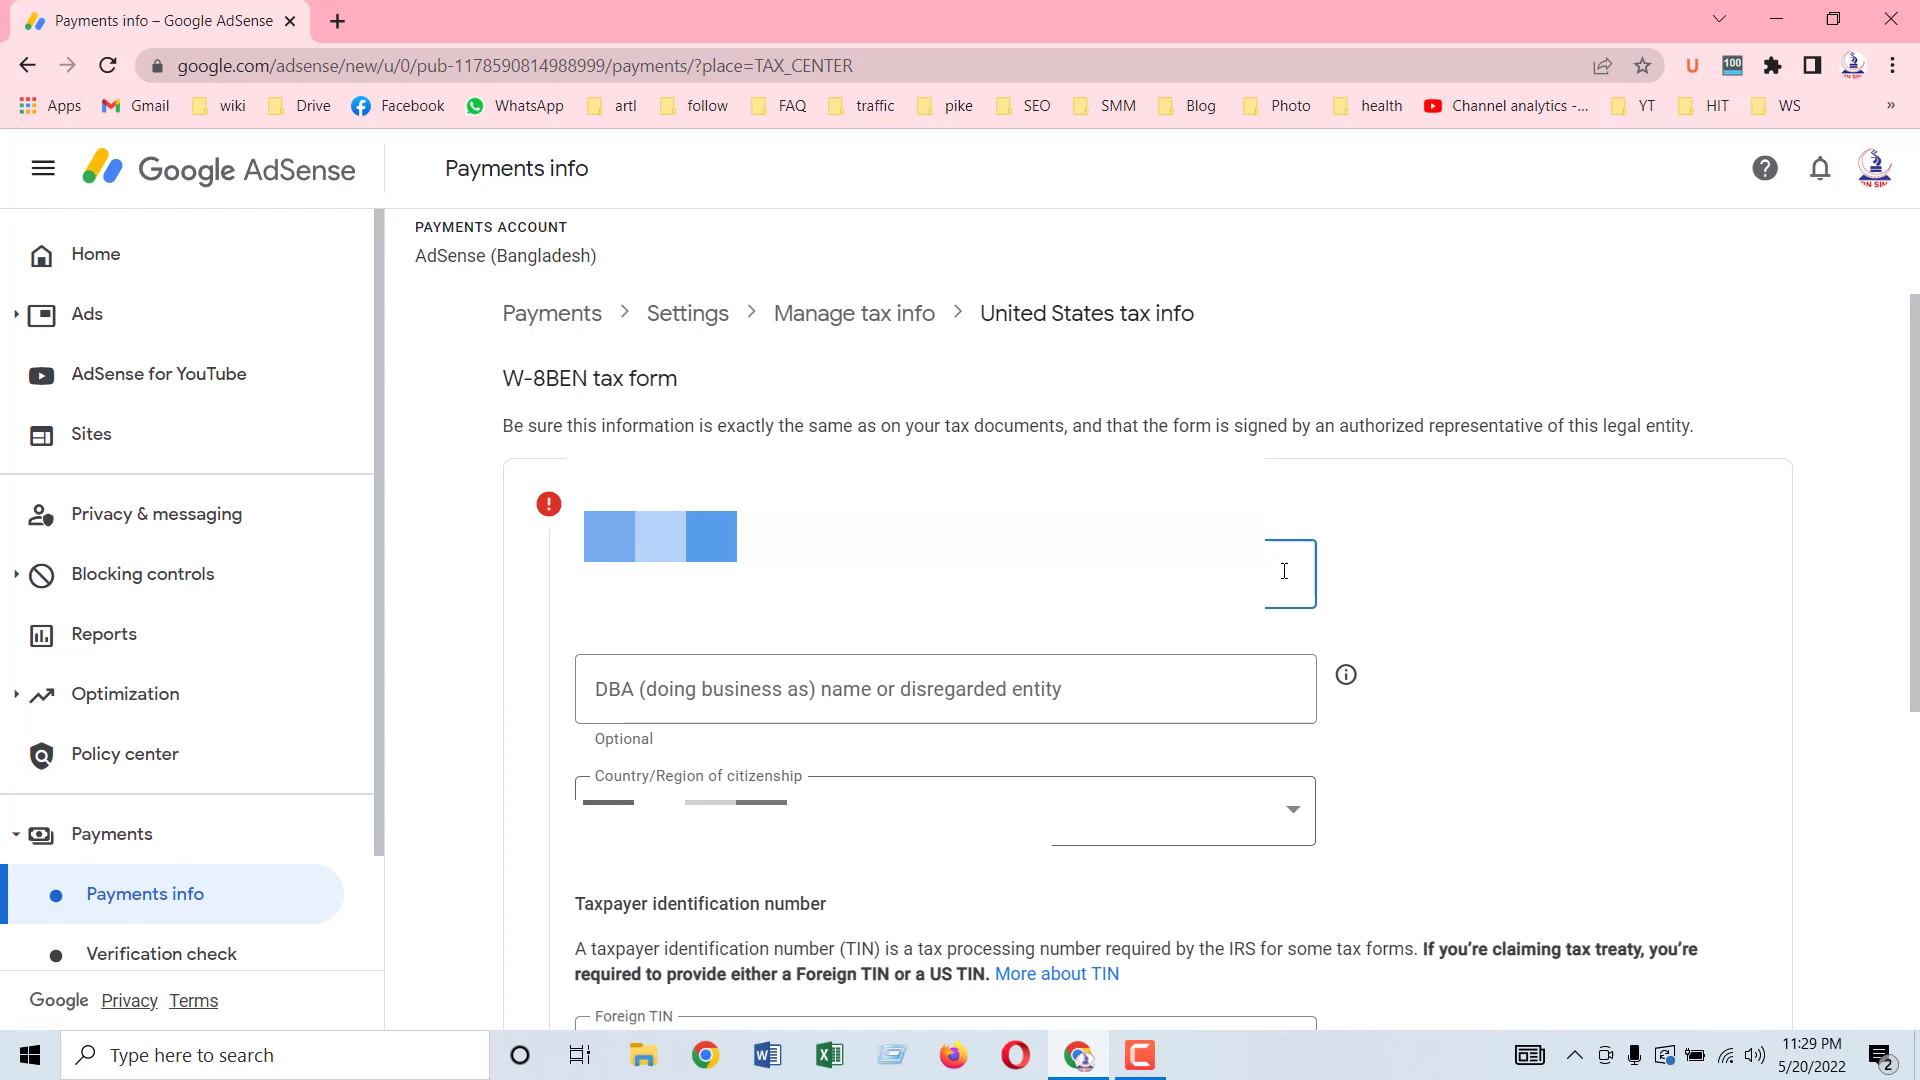 Payments info – Google AdSense
google.com/adsense/new/u/0/pub-1178590814988999/payments/?place=TAX_CENTER
100
Apps Gmail wiki Drive Facebook WhatsApp artl follow FAQ traffic pike SEO SMM Blog Photo health Channel analytics -... YT HIT WS »
Google AdSense
Payments info
PAYMENTS ACCOUNT
AdSense (Bangladesh)
Home
Ads
AdSense for YouTube
Sites
Privacy & messaging
Blocking controls
Reports
Optimization
Policy center
Payments
Payments info
Verification check
Google Privacy Terms
Payments > Settings > Manage tax info > United States tax info
W-8BEN tax form
Be sure this information is exactly the same as on your tax documents, and that the form is signed by an authorized representative of this legal entity.
DBA (doing business as) name or disregarded entity
Optional
Country/Region of citizenship
Taxpayer identification number
A taxpayer identification number (TIN) is a tax processing number required by the IRS for some tax forms. If you're claiming tax treaty, you're
required to provide either a Foreign TIN or a US TIN. More about TIN
Foreign TIN
Type here to search
11:29 PM
5/20/2022
2